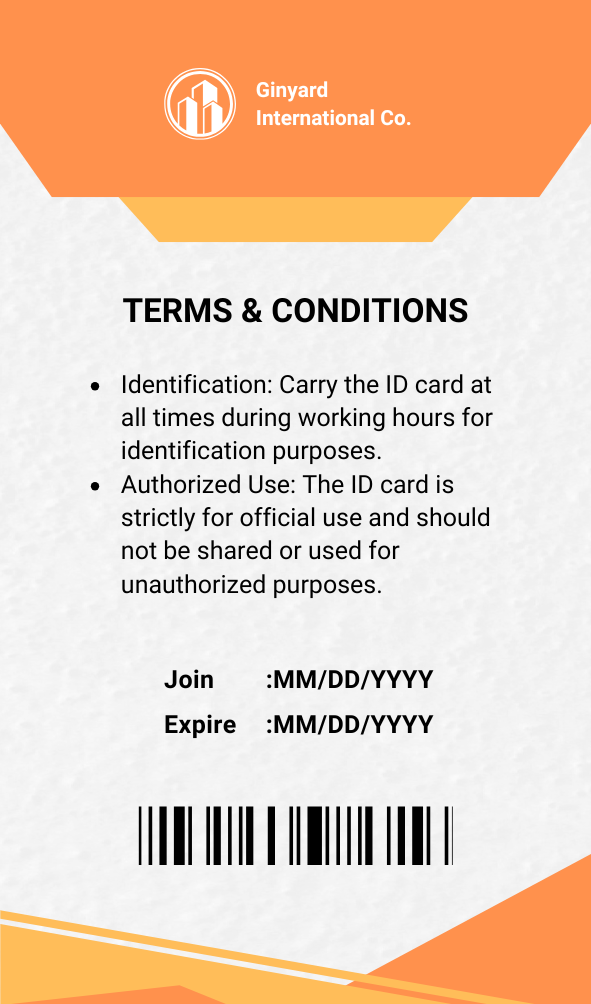 Ginyard
International Co.
TERMS & CONDITIONS
• Identification: Carry the ID card at
all times during working hours for
identification purposes.
• Authorized Use: The ID card is
strictly for official use and should
not be shared or used for
unauthorized purposes.
Join :MM/DD/YYYY
Expire :MM/DD/YYYY